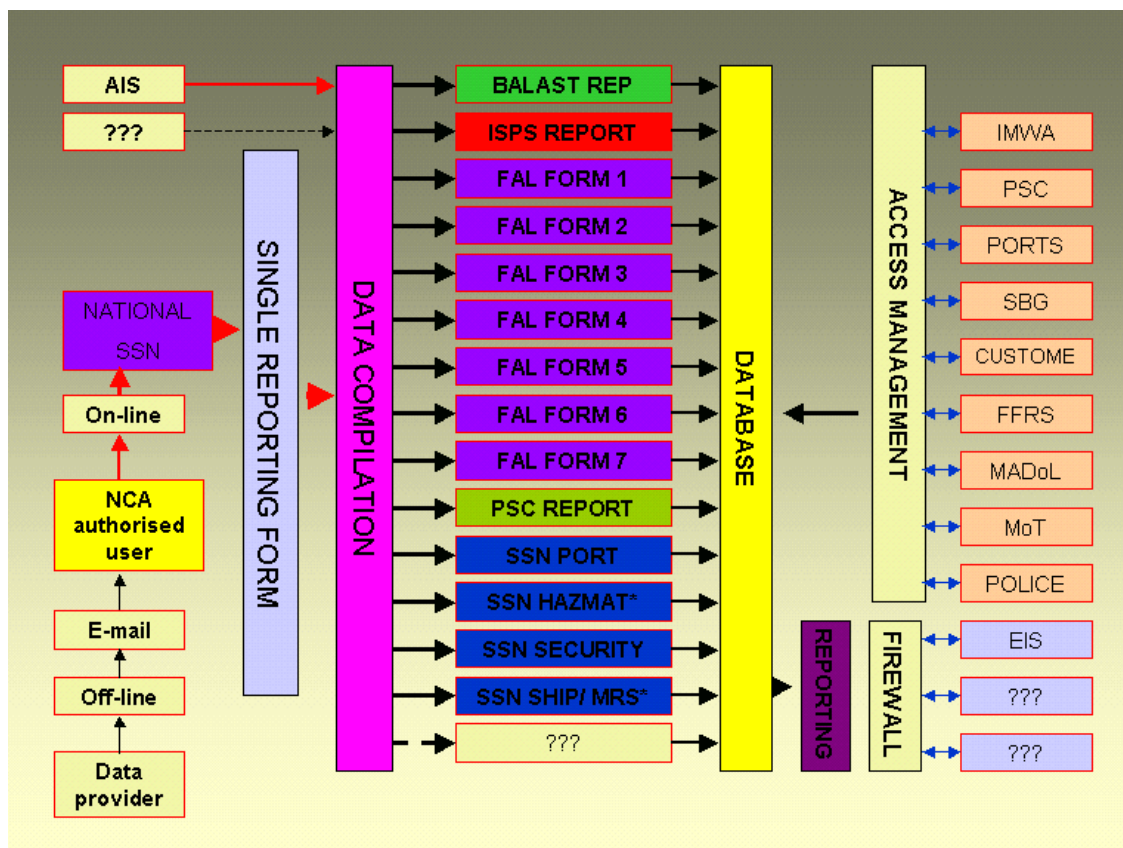 AIS
???
SINGLE REPORTING FORM
NATIONAL
SSN
On-line
NCA
authorised
user
E-mail
Off-line
Data
provider
DATA COMPILATION
BALAST REP
ISPS REPORT
FAL FORM 1
FAL FORM 2
FAL FORM 3
FAL FORM 4
FAL FORM 5
FAL FORM 6
FAL FORM 7
PSC REPORT
SSN PORT
SSN HAZMAT*
SSN SECURITY
SSN SHIP/ MRS*
???
DATABASE
REPORTING
ACCESS MANAGEMENT
FIREWALL
IMWA
PSC
PORTS
SBG
CUSTOME
FFRS
MADoL
MoT
POLICE
EIS
???
???